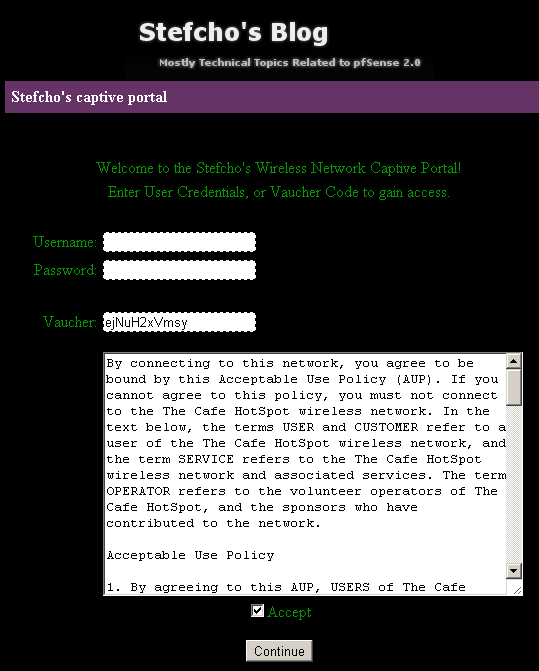 Stefcho's Blog
Mostly Technical Topics Related to pfSense 2.0
Stefcho's captive portal
Welcome to the Stefcho's Wireless Network Captive Portal!
Enter User Credentials, or Vaucher Code to gain access.
Username:
Password:
Vaucher: ejNuH2xVmsy
By connecting to this network, you agree to be
bound by this Acceptable Use Policy (AUP). If you
cannot agree to this policy, you must not connect
to the The Cafe HotSpot wireless network. In the
text below, the terms USER and CUSTOMER refer to a
user of the The Cafe HotSpot wireless network, and
the term SERVICE refers to the The Cafe HotSpot
wireless network and associated services. The term
OPERATOR refers to the volunteer operators of The
Cafe HotSpot, and the sponsors who have
contributed to the network.
Acceptable Use Policy
1. By agreeing to this AUP, USERS of The Cafe
Accept
Continue